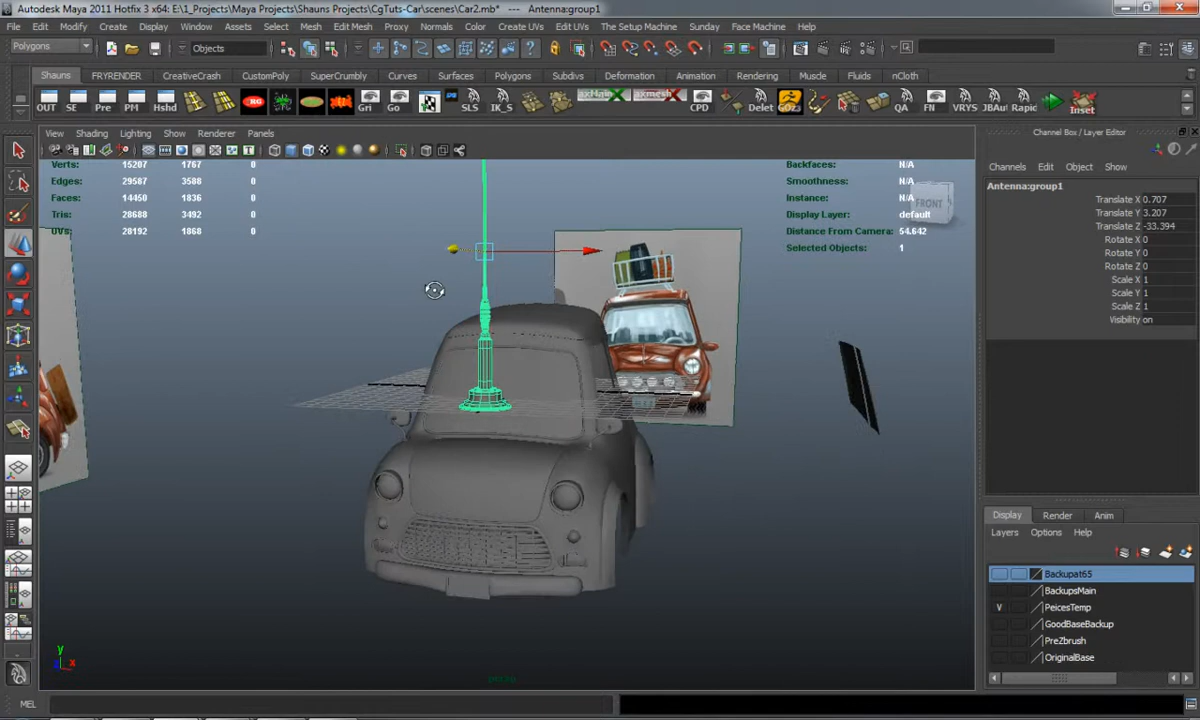 Autodesk Maya 2011 Hotfix 3 x64: E:\1_Projects\Maya Projects\Shauns Projects\CgTuts-Car\scenes\Car2.mb* --- Antenna:group1
File Edit Modify Create Display Window Assets Select Mesh Edit Mesh Proxy Normals Color Create UVs Edit UVs The Setup Machine Sunday Face Machine Help
Polygons Objects
Shauns FRYRENDER CreativeCrash CustomPoly SuperCrumbly Curves Surfaces Polygons Subdivs Deformation Animation Rendering Muscle Fluids nCloth
OUT SE Pre PM Hshd Gri Go SLS IK_S CPD Delet GOz QA FN VRYS JBAu Rapic Inset
View Shading Lighting Show Renderer Panels
Channel Box / Layer Editor
Channels Edit Object Show
Verts: 15207 1767 0
Edges: 29587 3588 0
Faces: 14450 1836 0
Tris: 28688 3492 0
UVs: 28192 1868 0
Backfaces: N/A
Smoothness: N/A
Instance: N/A
Display Layer: default
Distance From Camera: 54.642
Selected Objects: 1
FRONT
Antenna:group1
Translate X 0.707
Translate Y 3.207
Translate Z -33.394
Rotate X 0
Rotate Y 0
Rotate Z 0
Scale X 1
Scale Y 1
Scale Z 1
Visibility on
Display Render Anim
Layers Options Help
Backupat65
BackupsMain
V PeicesTemp
GoodBaseBackup
PreZbrush
OriginalBase
y
z x
persp
MEL